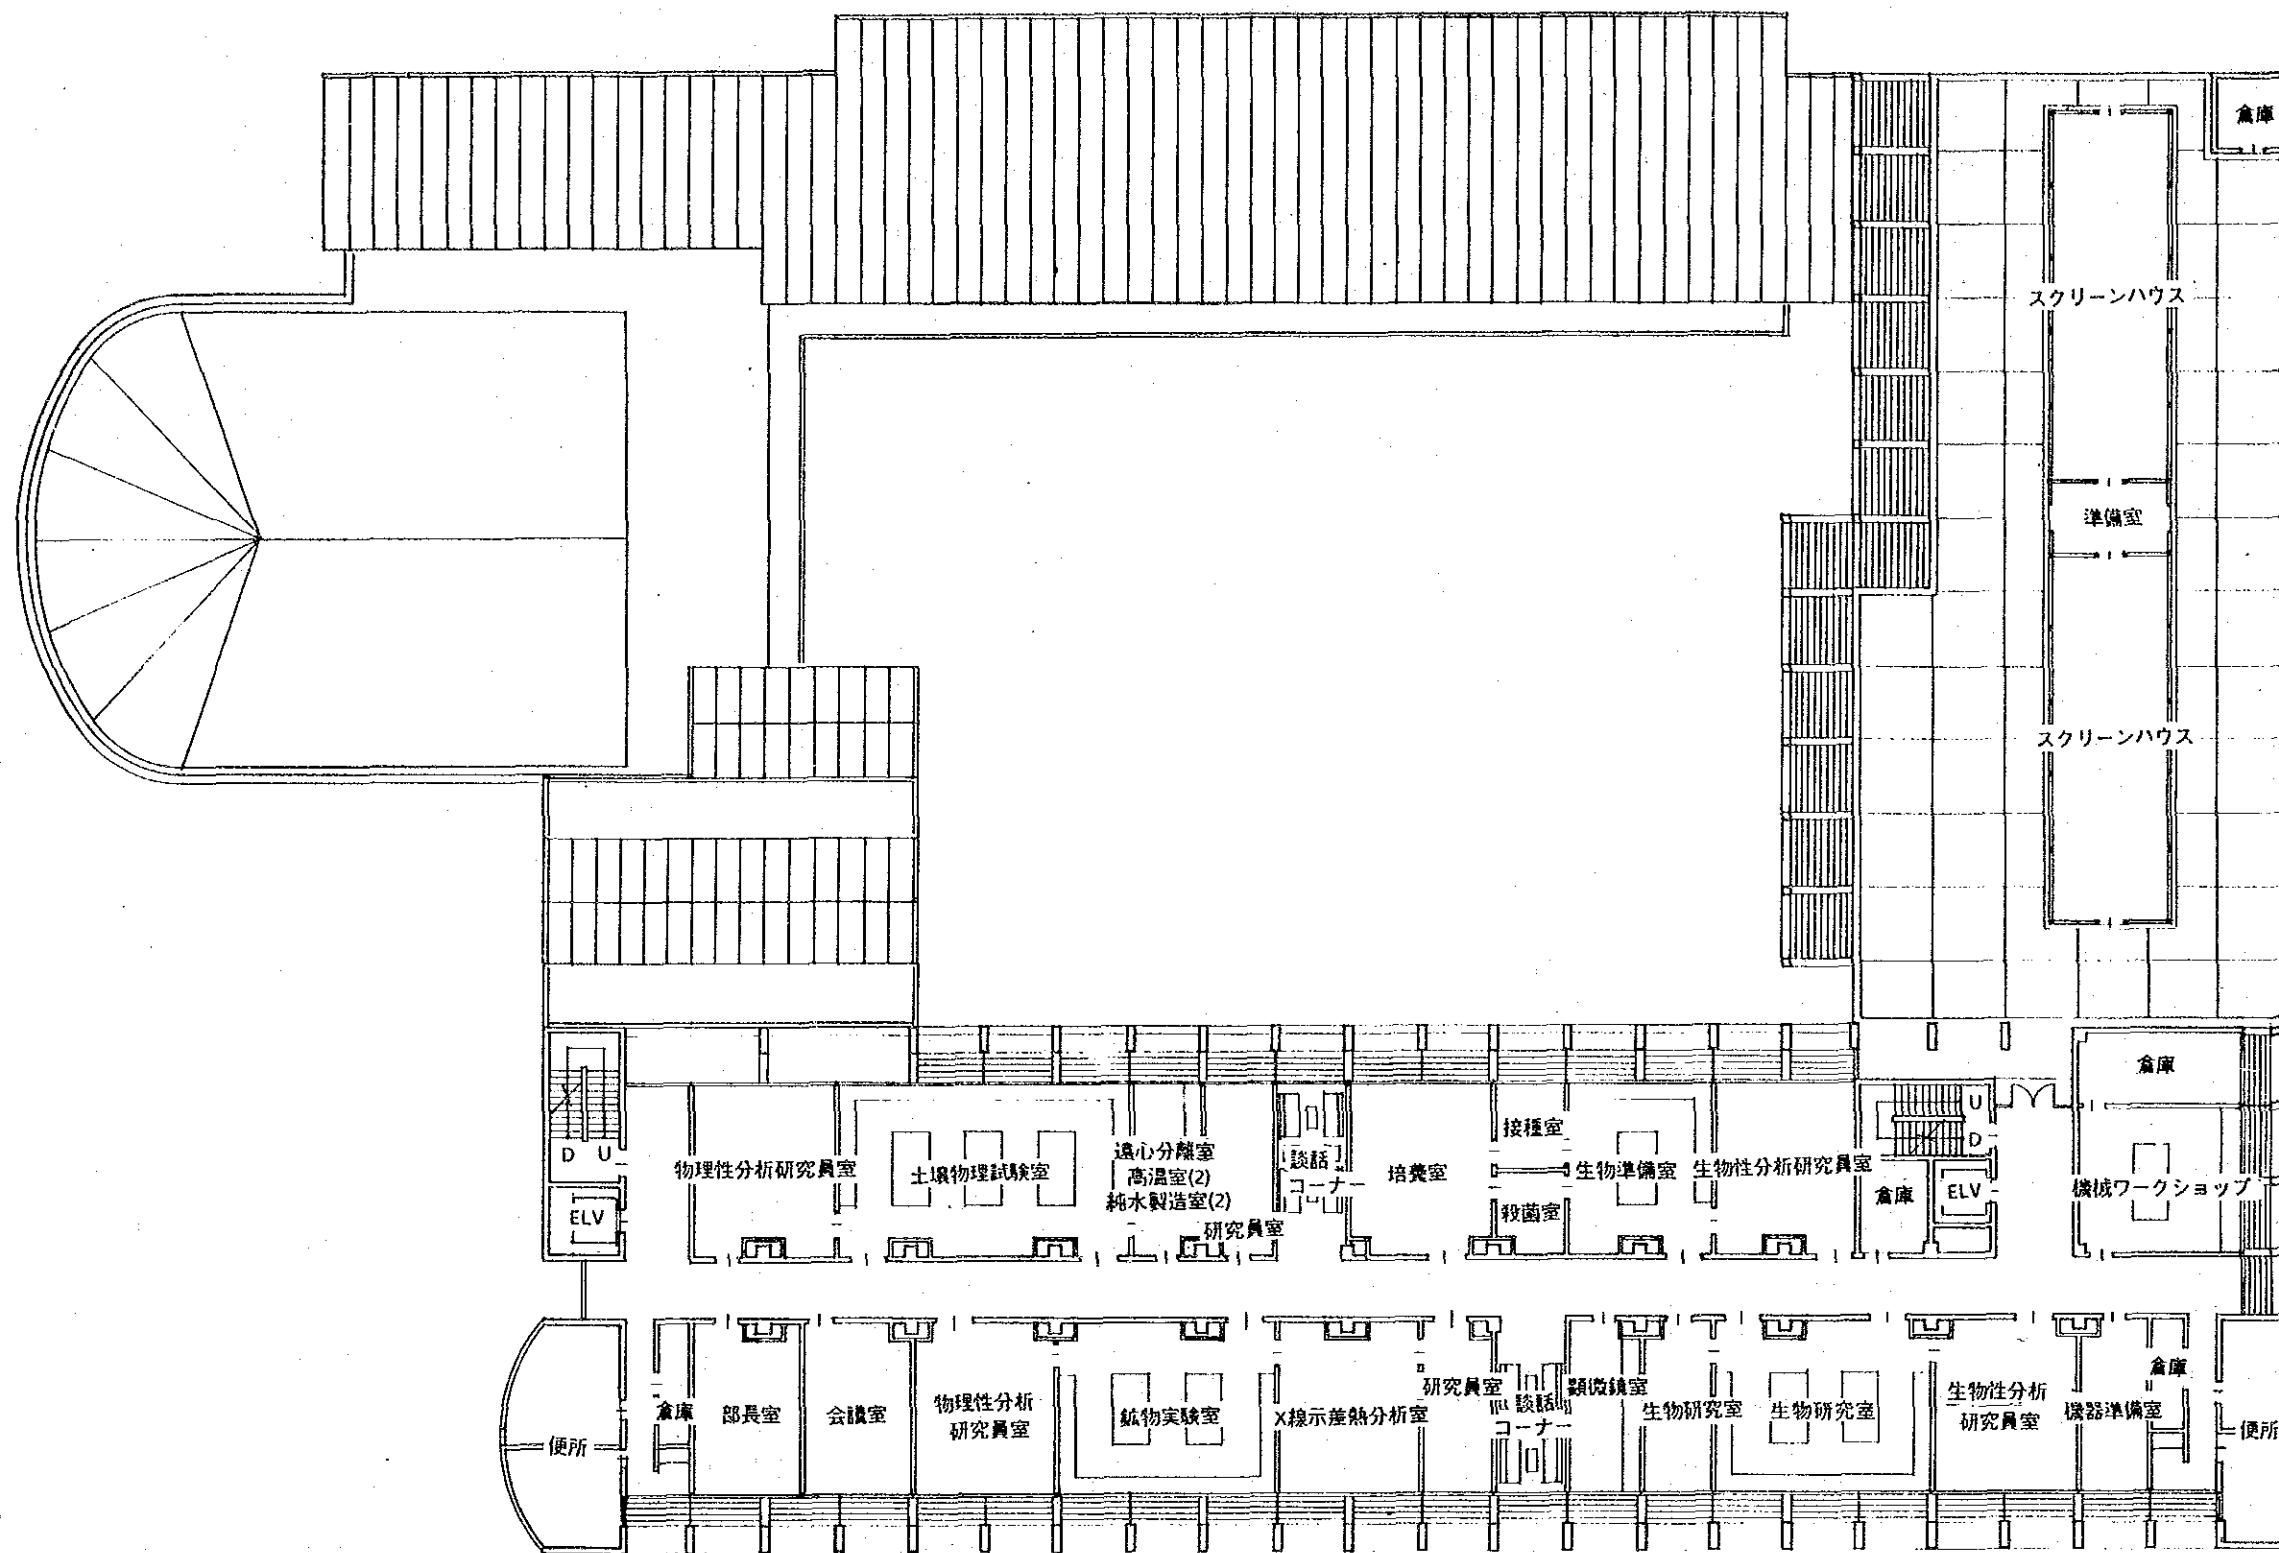 倉庫
スクリーンハウス
準備室
スクリーンハウス
倉庫
D U
ELV
物理性分析研究員室
土壌物理試験室
遠心分離室
高温室(2)
純水製造室(2)
研究員室
談話
コーナー
培養室
接種室
殺菌室
生物準備室
生物性分析研究員室
倉庫
U
D
ELV
機械ワークショップ
便所
倉庫
部長室
会議室
物理性分析
研究員室
鉱物実験室
X線示差熱分析室
研究員室
談話
コーナー
顕微鏡室
生物研究室
生物研究室
生物性分析
研究員室
機器準備室
倉庫
便所